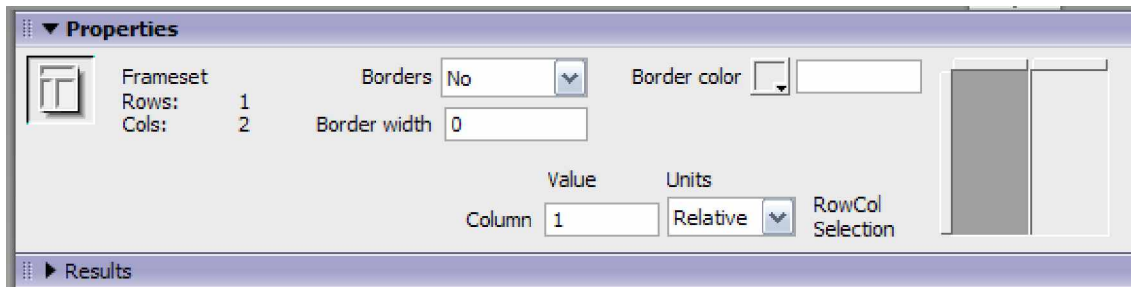 Properties
Frameset Borders No Border color
Rows: 1
Cols: 2 Border width 0
Value Units
Column 1 Relative RowCol
Selection
Results